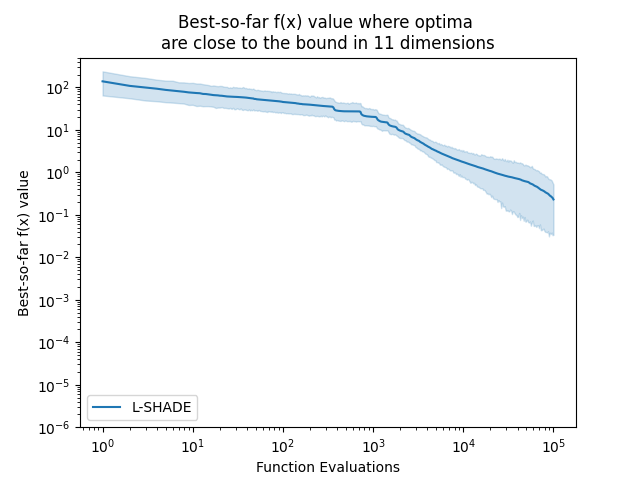 Best-so-far f(x) value where optima
are close to the bound in 11 dimensions
Best-so-far f(x) value
10²
10¹
10⁰
10⁻¹
10⁻²
10⁻³
10⁻⁴
10⁻⁵
10⁻⁶
L-SHADE
10⁰ 10¹ 10² 10³ 10⁴ 10⁵
Function Evaluations